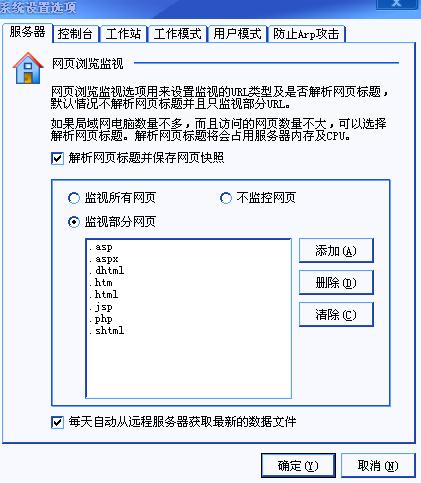 系统设置选项
服务器 控制台 工作站 工作模式 用户模式 防止Arp攻击
网页浏览监视
网页浏览监视选项用来设置监视的URL类型及是否解析网页标题，
默认情况不解析网页标题并且只监视部分URL。
如果局域网电脑数量不多，而且访问的网页数量不大，可以选择
解析网页标题。解析网页标题将会占用服务器内存及CPU。
解析网页标题并保存网页快照
监视所有网页 不监控网页
监视部分网页
.asp
.aspx
.dhtml
.htm
.html
.jsp
.php
.shtml
添加(A)
删除(D)
清除(C)
每天自动从远程服务器获取最新的数据文件
确定(Y) 取消(N)